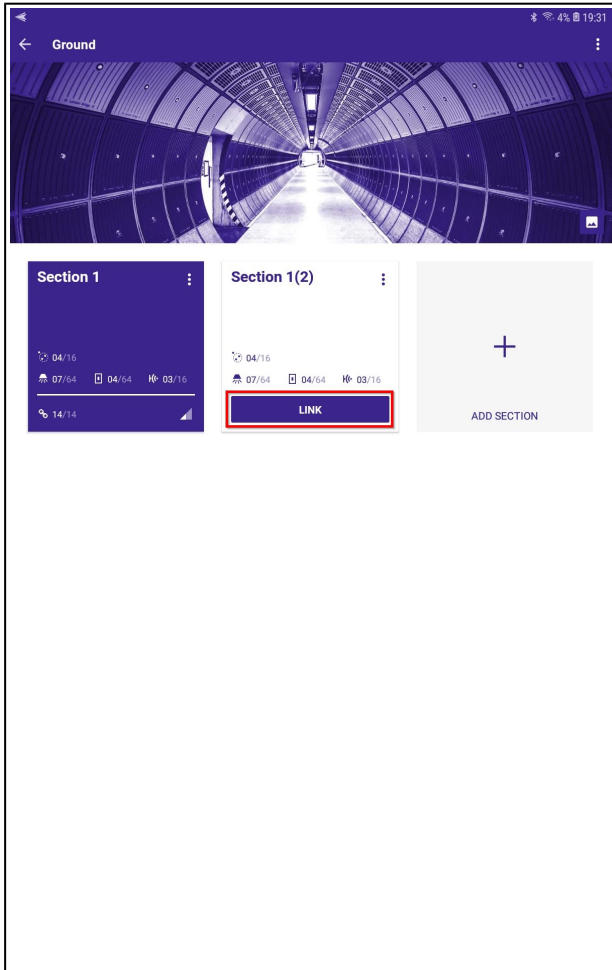 4% 19:31
Ground
Section 1
04/16
07/64 04/64 03/16
14/14
Section 1(2)
04/16
07/64 04/64 03/16
LINK
ADD SECTION